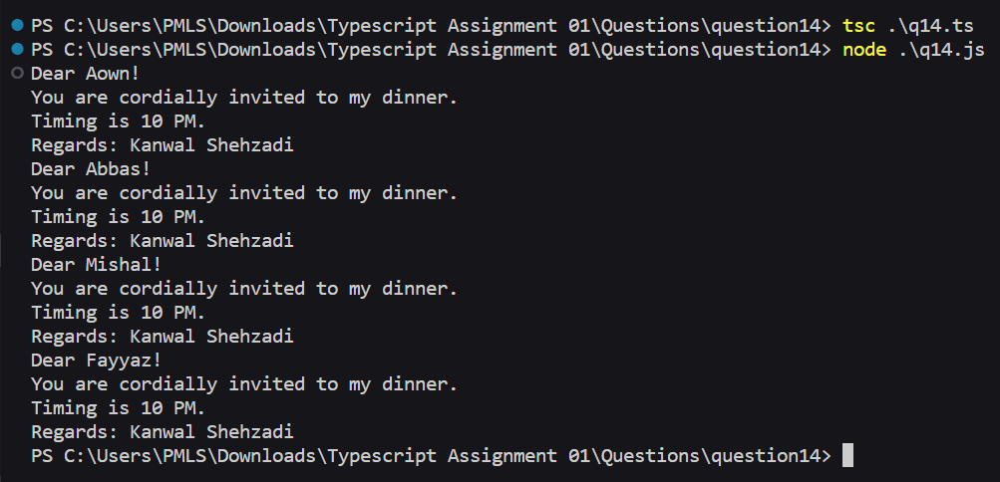 PS C:\Users\PMLS\Downloads\Typescript Assignment 01\Questions\question14> tsc .\q14.ts
PS C:\Users\PMLS\Downloads\Typescript Assignment 01\Questions\question14> node .\q14.js
Dear Aown!
You are cordially invited to my dinner.
Timing is 10 PM.
Regards: Kanwal Shehzadi
Dear Abbas!
You are cordially invited to my dinner.
Timing is 10 PM.
Regards: Kanwal Shehzadi
Dear Mishal!
You are cordially invited to my dinner.
Timing is 10 PM.
Regards: Kanwal Shehzadi
Dear Fayyaz!
You are cordially invited to my dinner.
Timing is 10 PM.
Regards: Kanwal Shehzadi
PS C:\Users\PMLS\Downloads\Typescript Assignment 01\Questions\question14>